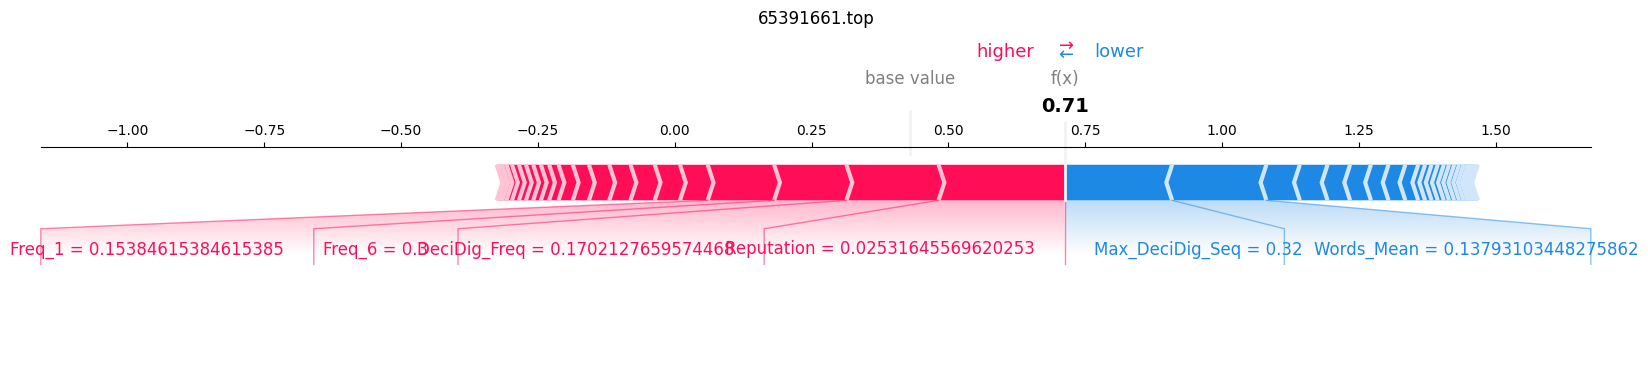 65391661.top
higher → lower
←
base value f(x)
0.71
−1.00 −0.75 −0.50 −0.25 0.00 0.25 0.50 0.75 1.00 1.25 1.50
Freq_1 = 0.15384615384615385 Freq_6 = 0.3 DeciDig_Freq = 0.1702127659574468 Reputation = 0.02531645569620253 Max_DeciDig_Seq = 0.32 Words_Mean = 0.13793103448275862